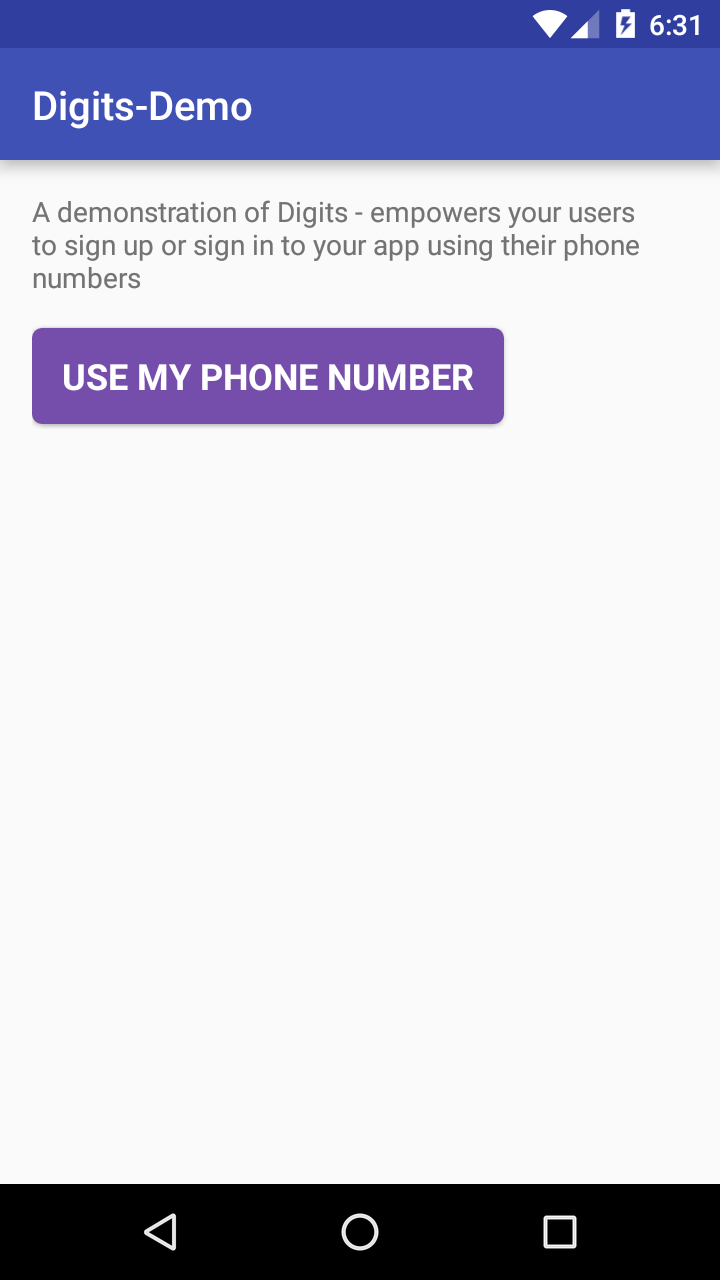 6:31
Digits-Demo
A demonstration of Digits - empowers your users
to sign up or sign in to your app using their phone
numbers
USE MY PHONE NUMBER